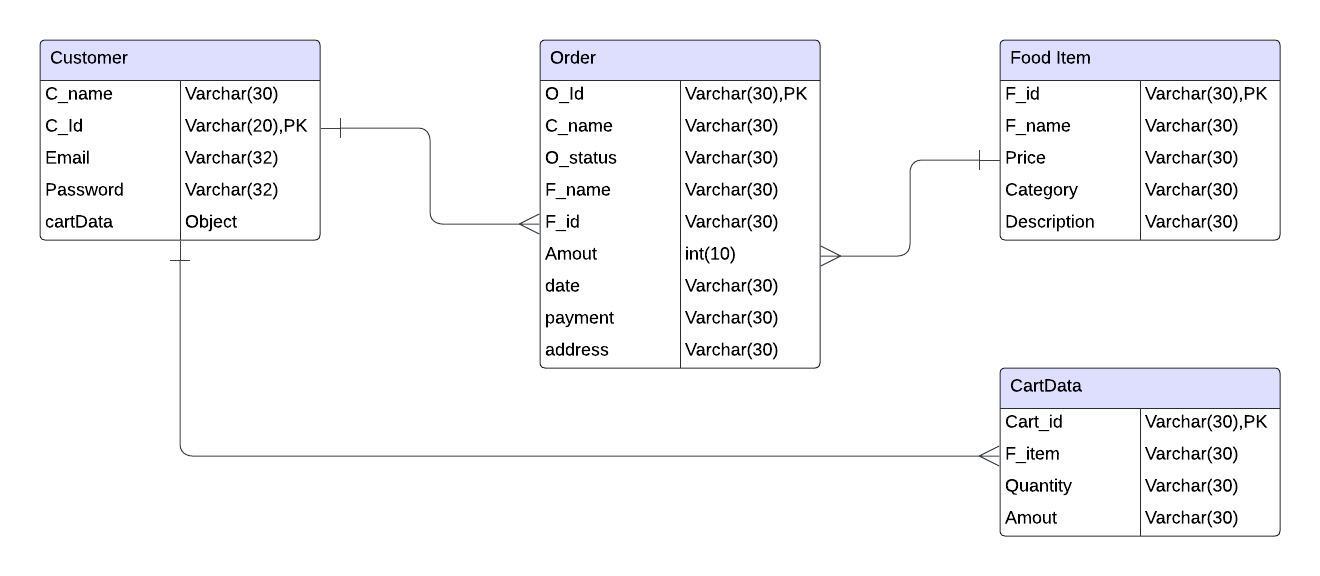 Customer
C_name Varchar(30)
C_Id Varchar(20),PK
Email Varchar(32)
Password Varchar(32)
cartData Object
Order
O_Id Varchar(30),PK
C_name Varchar(30)
O_status Varchar(30)
F_name Varchar(30)
F_id Varchar(30)
Amout int(10)
date Varchar(30)
payment Varchar(30)
address Varchar(30)
Food Item
F_id Varchar(30),PK
F_name Varchar(30)
Price Varchar(30)
Category Varchar(30)
Description Varchar(30)
CartData
Cart_id Varchar(30),PK
F_item Varchar(30)
Quantity Varchar(30)
Amout Varchar(30)